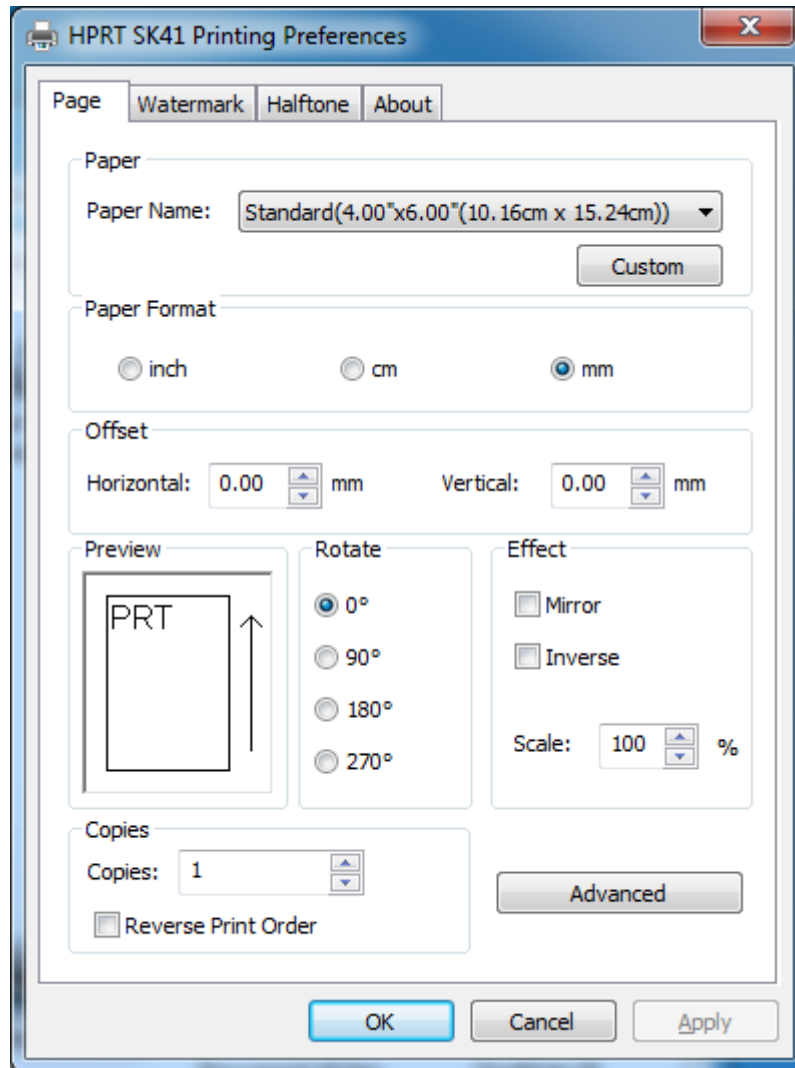 HPRT SK41 Printing Preferences
Page Watermark Halftone About
Paper
Paper Name: Standard(4.00"x6.00"(10.16cm x 15.24cm))
Custom
Paper Format
inch cm mm
Offset
Horizontal: 0.00 mm Vertical: 0.00 mm
Preview
PRT
Rotate
0°
90°
180°
270°
Effect
Mirror
Inverse
Scale: 100 %
Copies
Copies: 1
Reverse Print Order
Advanced
OK Cancel Apply